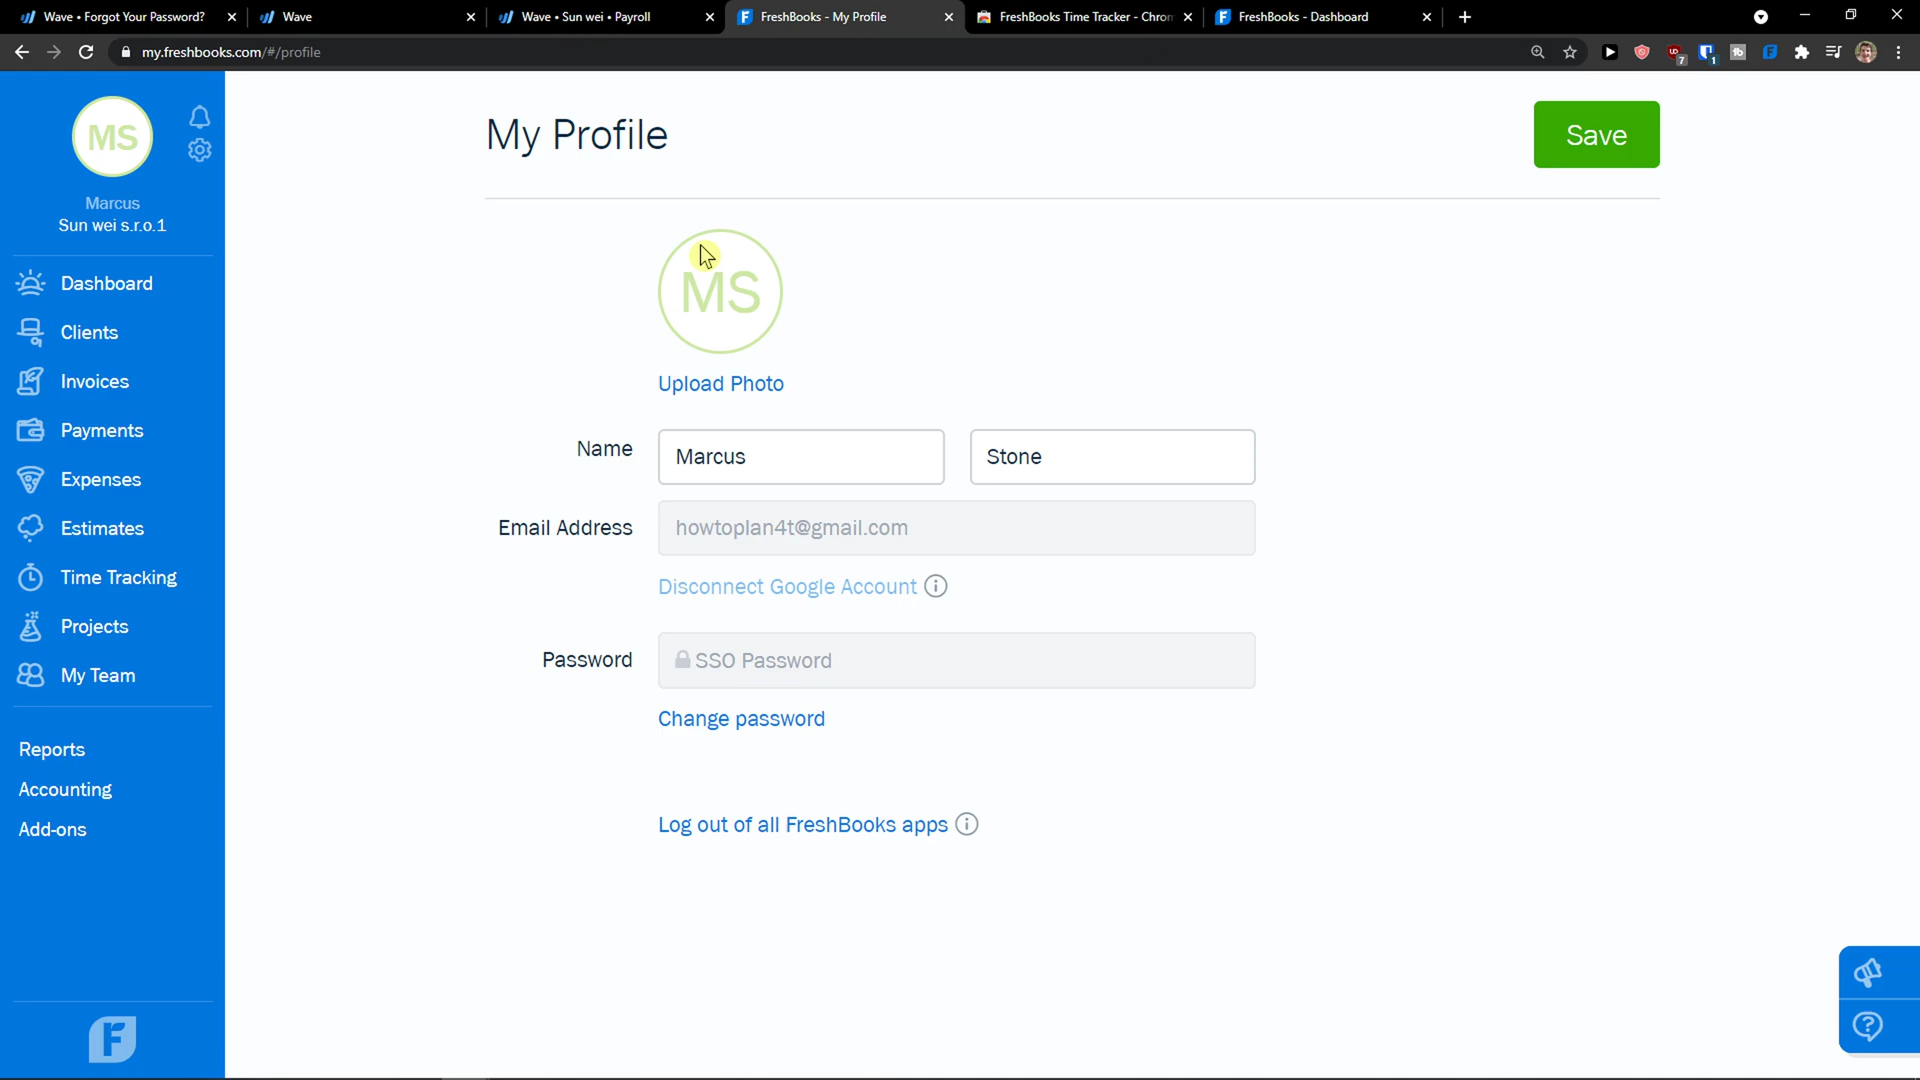 Wave • Forgot Your Password?
Wave
Wave • Sun wei • Payroll
FreshBooks - My Profile
FreshBooks Time Tracker - Chrom
FreshBooks - Dashboard
my.freshbooks.com/#/profile
7
1
MS
Marcus
Sun wei s.r.o.1
Dashboard
Clients
Invoices
Payments
Expenses
Estimates
Time Tracking
Projects
My Team
Reports
Accounting
Add-ons
My Profile
Save
MS
Upload Photo
Name
Marcus
Stone
Email Address
howtoplan4t@gmail.com
Disconnect Google Account
Password
SSO Password
Change password
Log out of all FreshBooks apps